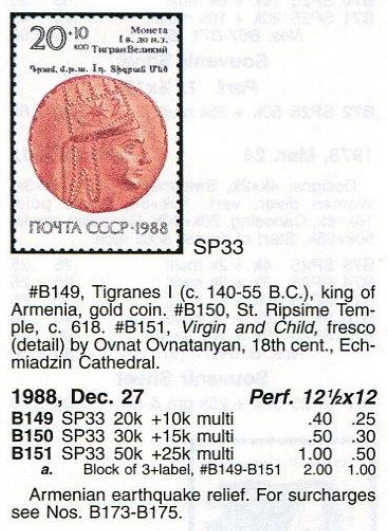 20+10
коп
Монета
I в. до н.э.
Тигран Великий
Դրամ, մ.թ.ա. Iդ. Տիգրան Մեծ
ПОЧТА СССР·1988
SP33
#B149, Tigranes I (c. 140-55 B.C.), king of
Armenia, gold coin. #B150, St. Ripsime Tem-
ple, c. 618. #B151, Virgin and Child, fresco
(detail) by Ovnat Ovnatanyan, 18th cent., Ech-
miadzin Cathedral.
1988, Dec. 27 Perf. 12½x12
B149 SP33 20k +10k multi .40 .25
B150 SP33 30k +15k multi .50 .30
B151 SP33 50k +25k multi 1.00 .50
a. Block of 3+label, #B149-B151 2.00 1.00
Armenian earthquake relief. For surcharges
see Nos. B173-B175.